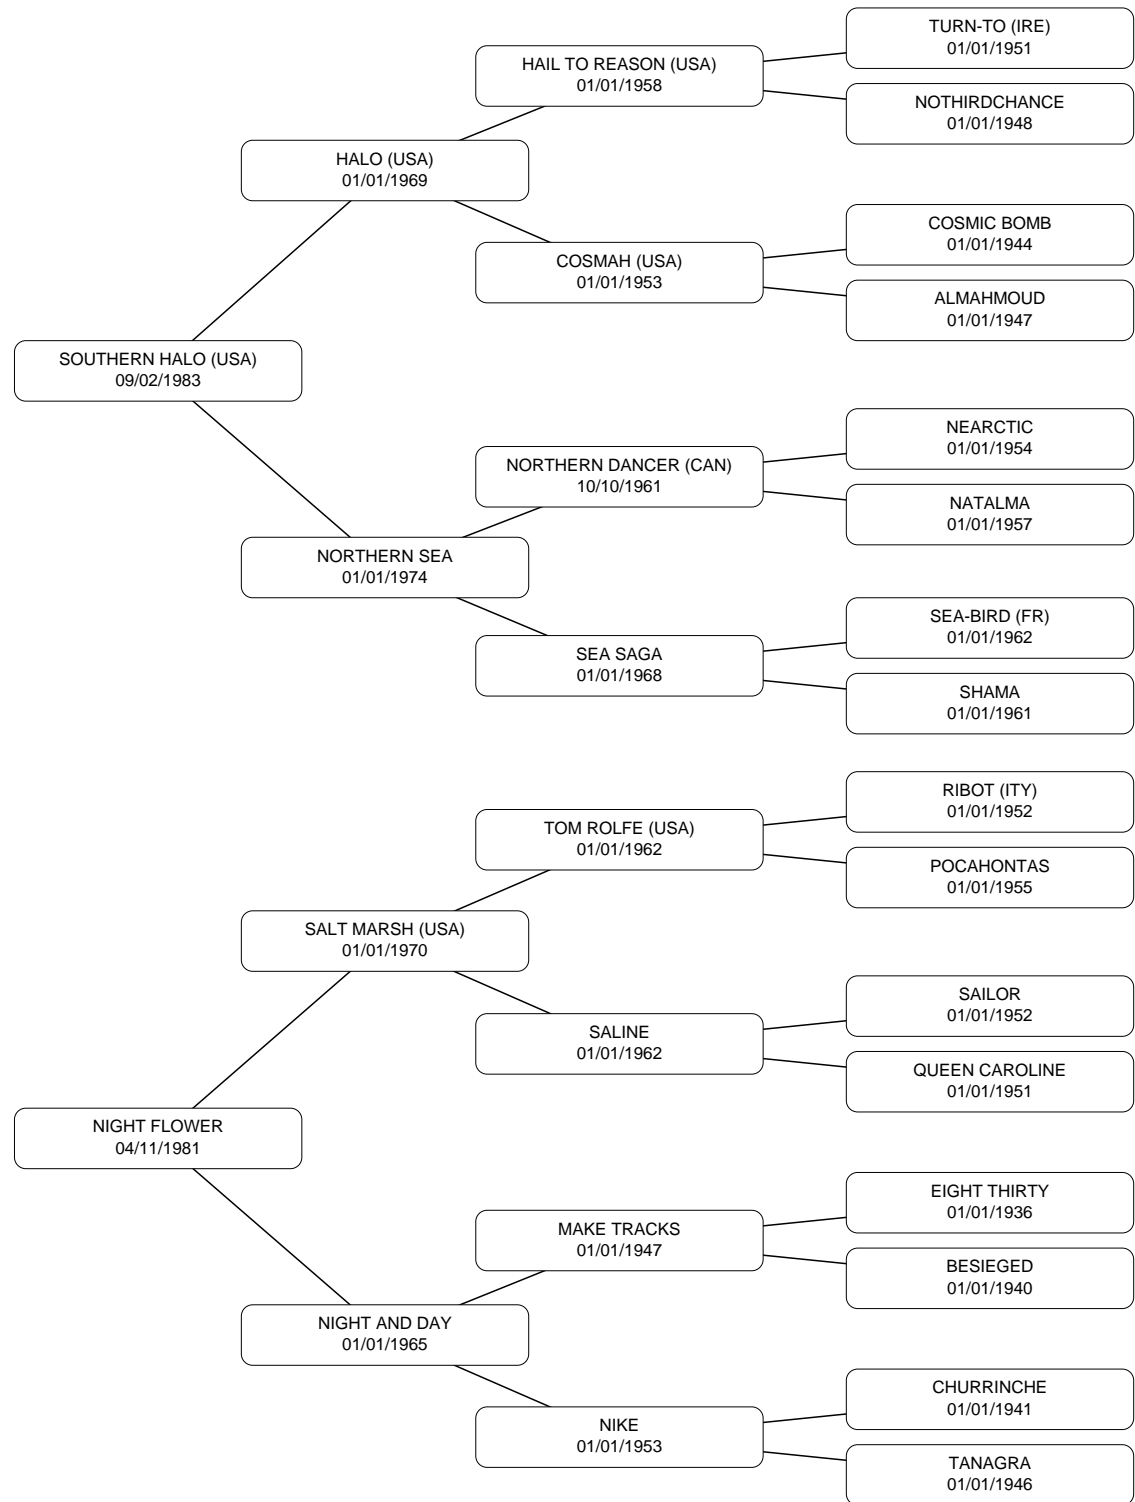 TURN-TO (IRE)
01/01/1951
HAIL TO REASON (USA)
01/01/1958
NOTHIRDCHANCE
01/01/1948
HALO (USA)
01/01/1969
COSMIC BOMB
01/01/1944
COSMAH (USA)
01/01/1953
ALMAHMOUD
01/01/1947
SOUTHERN HALO (USA)
09/02/1983
NEARCTIC
01/01/1954
NORTHERN DANCER (CAN)
10/10/1961
NATALMA
01/01/1957
NORTHERN SEA
01/01/1974
SEA-BIRD (FR)
01/01/1962
SEA SAGA
01/01/1968
SHAMA
01/01/1961
RIBOT (ITY)
01/01/1952
TOM ROLFE (USA)
01/01/1962
POCAHONTAS
01/01/1955
SALT MARSH (USA)
01/01/1970
SAILOR
01/01/1952
SALINE
01/01/1962
QUEEN CAROLINE
01/01/1951
NIGHT FLOWER
04/11/1981
EIGHT THIRTY
01/01/1936
MAKE TRACKS
01/01/1947
BESIEGED
01/01/1940
NIGHT AND DAY
01/01/1965
CHURRINCHE
01/01/1941
NIKE
01/01/1953
TANAGRA
01/01/1946